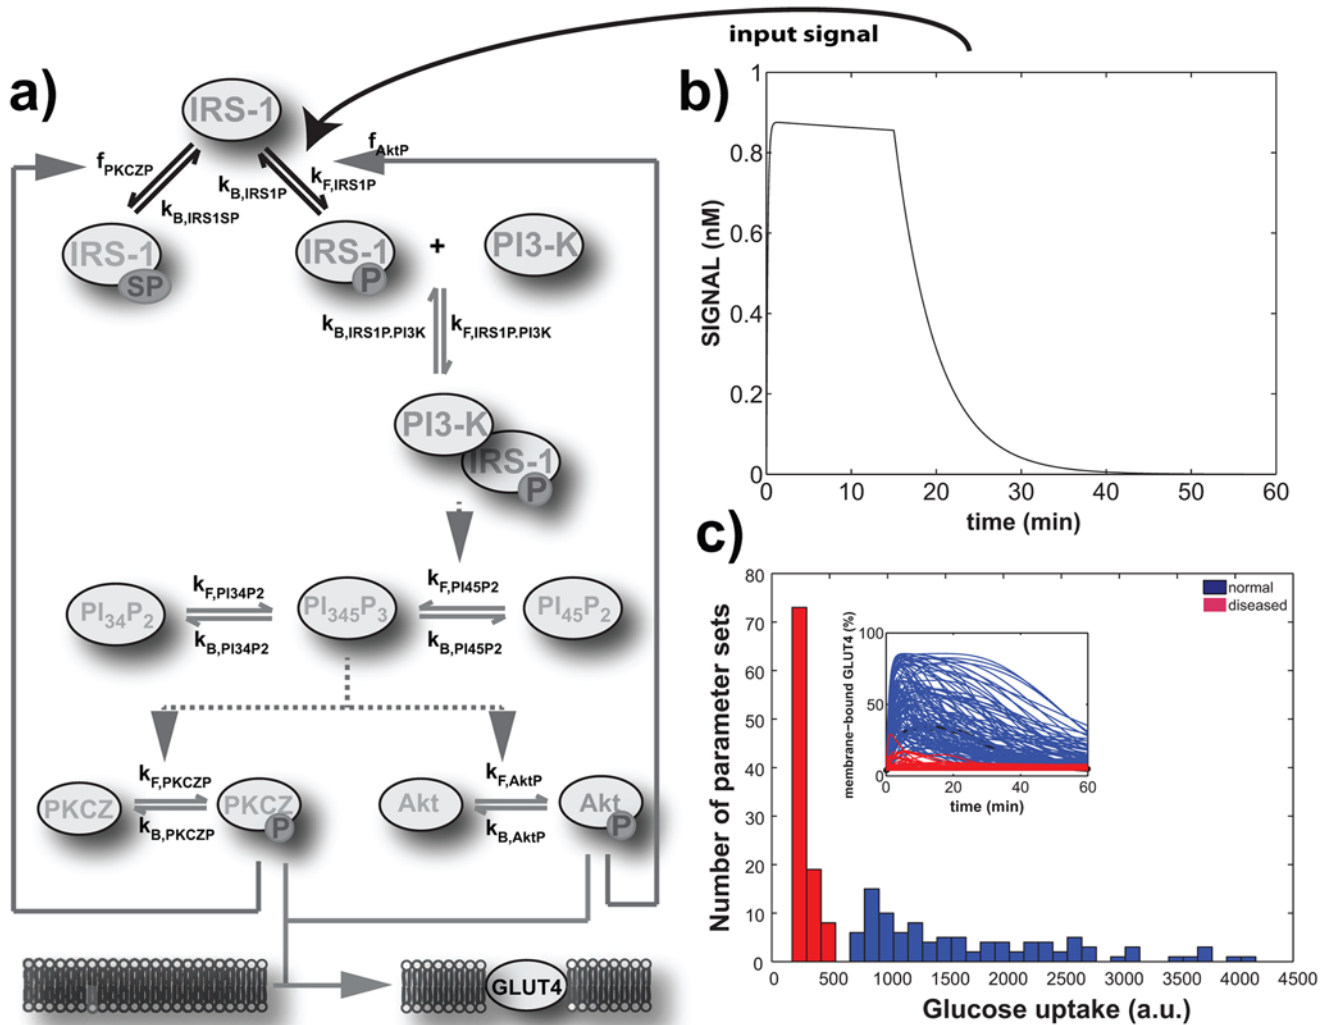 input signal
a)
IRS-1
f_PKCZP
k_B,IRS1SP
k_B,IRS1P
k_F,IRS1P
f_AktP
IRS-1
SP
IRS-1
P
+
PI3-K
k_B,IRS1P.PI3K
k_F,IRS1P.PI3K
PI3-K
IRS-1
P
PI34P2
k_F,PI34P2
k_B,PI34P2
PI345P3
k_F,PI45P2
k_B,PI45P2
PI45P2
PKCZ
k_F,PKCZP
k_B,PKCZP
PKCZ
P
Akt
k_F,AktP
k_B,AktP
Akt
P
GLUT4
b)
SIGNAL (nM)
1
0.8
0.6
0.4
0.2
0
0 10 20 30 40 50 60
time (min)
c)
Number of parameter sets
80
70
60
50
40
30
20
10
0
0 500 1000 1500 2000 2500 3000 3500 4000 4500
Glucose uptake (a.u.)
normal
diseased
membrane-bound GLUT4 (%)
100
50
0
0 20 40 60
time (min)